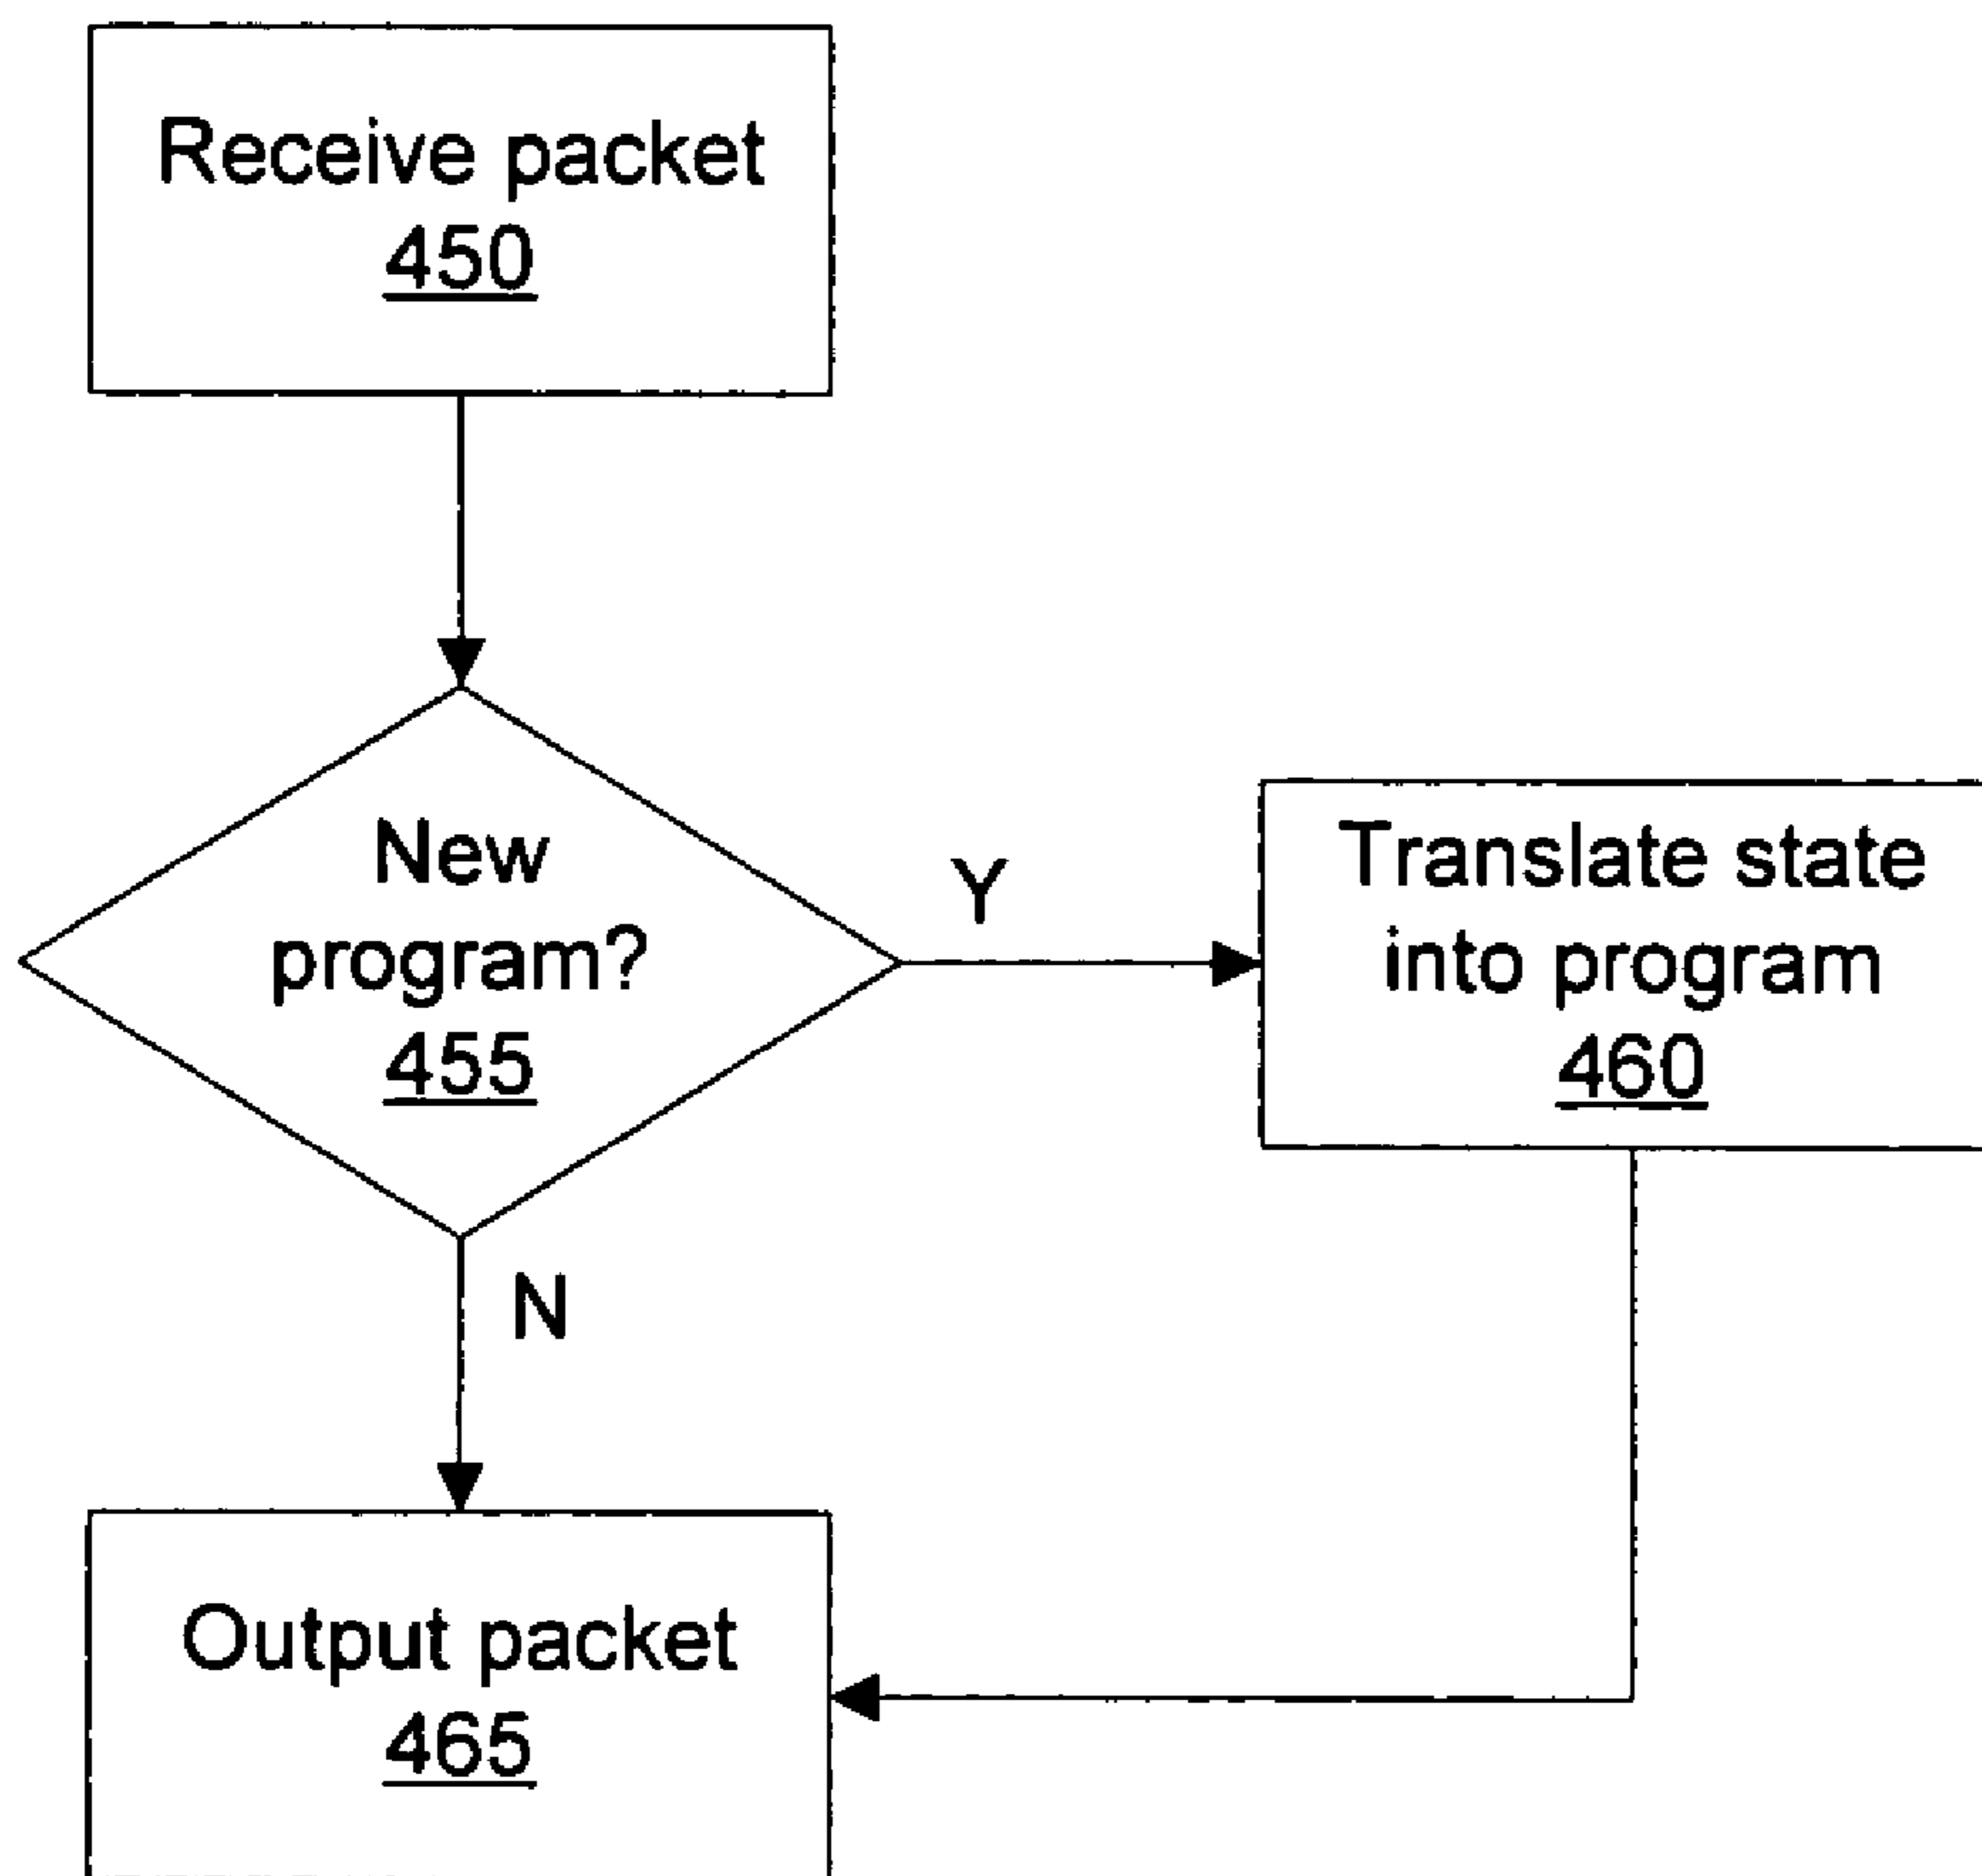 Receive packet
450
New
program?
455
Y
Translate state
into program
460
N
Output packet
465